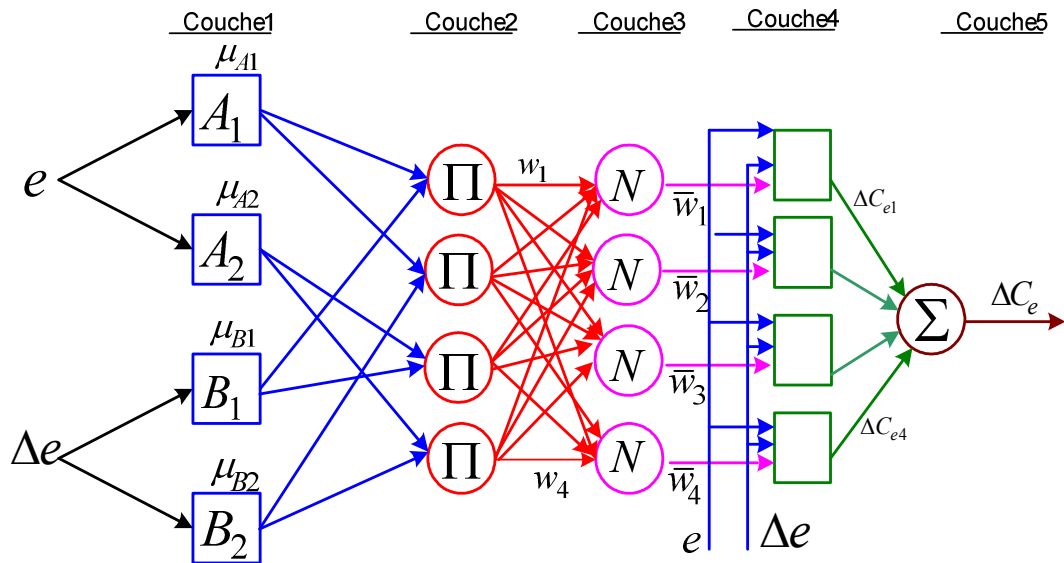 Couche1
Couche2
Couche3
Couche4
Couche5
μA1
A1
e
μA2
A2
μB1
B1
Δe
μB2
B2
Π
Π
Π
Π
w1
w4
N
N
N
N
w̅1
w̅2
w̅3
w̅4
e
Δe
ΔCe1
ΔCe4
Σ
ΔCe